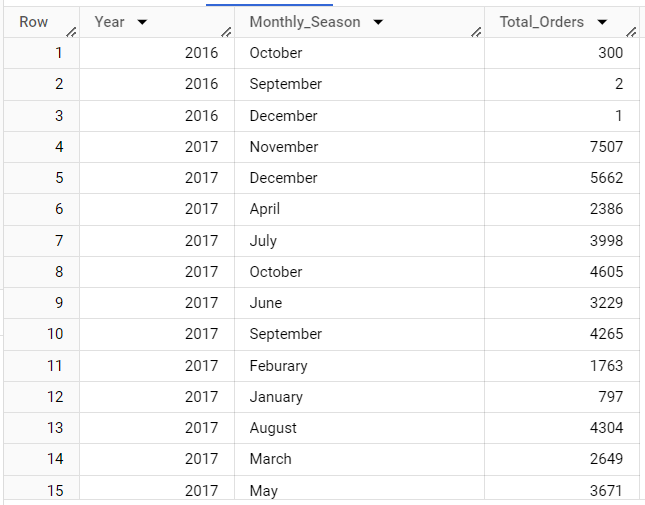 Row Year Monthly_Season Total_Orders
1 2016 October 300
2 2016 September 2
3 2016 December 1
4 2017 November 7507
5 2017 December 5662
6 2017 April 2386
7 2017 July 3998
8 2017 October 4605
9 2017 June 3229
10 2017 September 4265
11 2017 Feburary 1763
12 2017 January 797
13 2017 August 4304
14 2017 March 2649
15 2017 May 3671